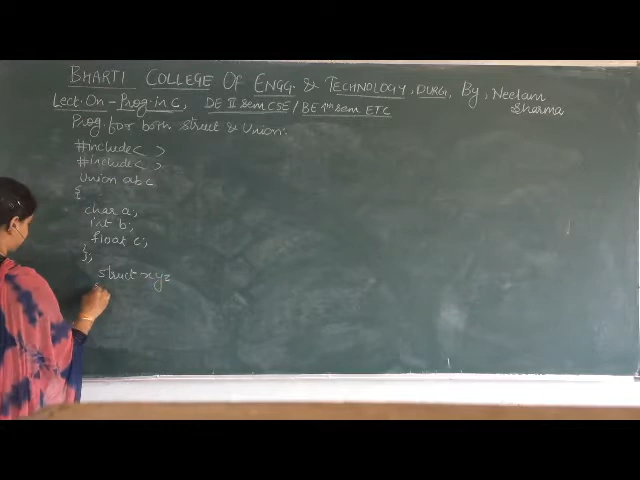 BHARTI COLLEGE OF ENGG. & TECHNOLOGY, DURG, By, Neelam Sharma
Lect. On - Prog. in C, DE II sem CSE / BE 1st sem ETC
Prog. for both struct & Union.
#include< >
#include< >
Union abc
{
char a;
int b;
float c;
};
struct xyz
{